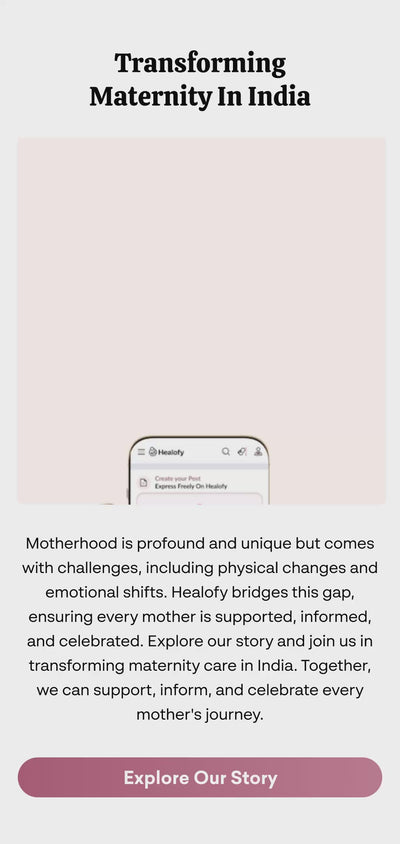 Transforming
Maternity In India
Healofy
Create your Post
Express Freely On Healofy
Motherhood is profound and unique but comes
with challenges, including physical changes and
emotional shifts. Healofy bridges this gap,
ensuring every mother is supported, informed,
and celebrated. Explore our story and join us in
transforming maternity care in India. Together,
we can support, inform, and celebrate every
mother's journey.
Explore Our Story